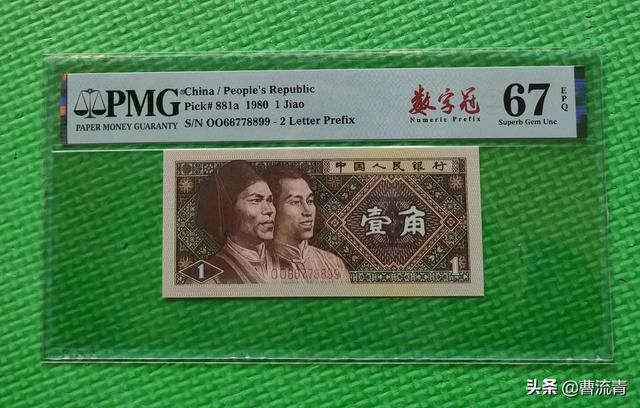 PMG®
PAPER MONEY GUARANTY
China / People's Republic
Pick# 881a 1980 1 Jiao
S/N OO66778899 - 2 Letter Prefix
数字冠
Numeric Prefix
67
EPQ
Superb Gem Unc
中国人民银行
壹角
1
OO66778899
1
头条 @曹流青